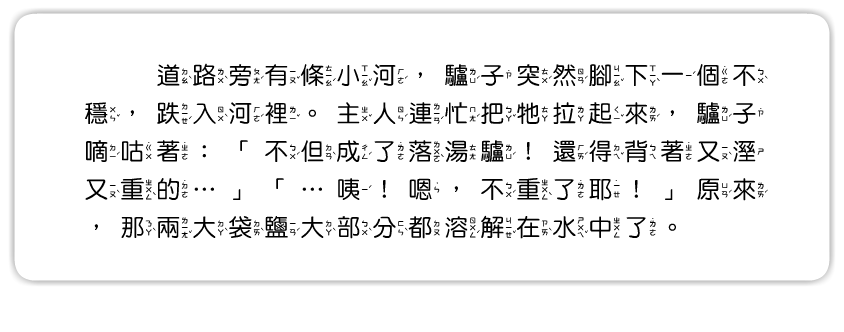 道路旁有條小河，驢子突然腳下一個不
穩，跌入河裡。主人連忙把牠拉起來，驢子
嘀咕著：「不但成了落湯驢！還得背著又溼
又重的…」「…咦！嗯，不重了耶！」原來
，那兩大袋鹽大部分都溶解在水中了。